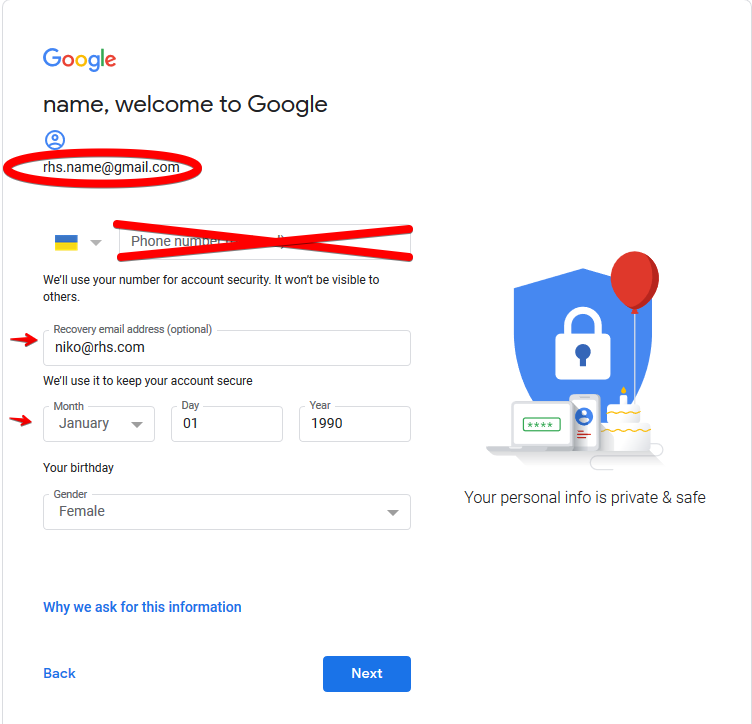 Google
name, welcome to Google
rhs.name@gmail.com
Phone number
We'll use your number for account security. It won't be visible to
others.
Recovery email address (optional)
niko@rhs.com
We'll use it to keep your account secure
Month Day Year
January 01 1990
Your birthday
Gender
Female
****
Your personal info is private & safe
Why we ask for this information
Back Next